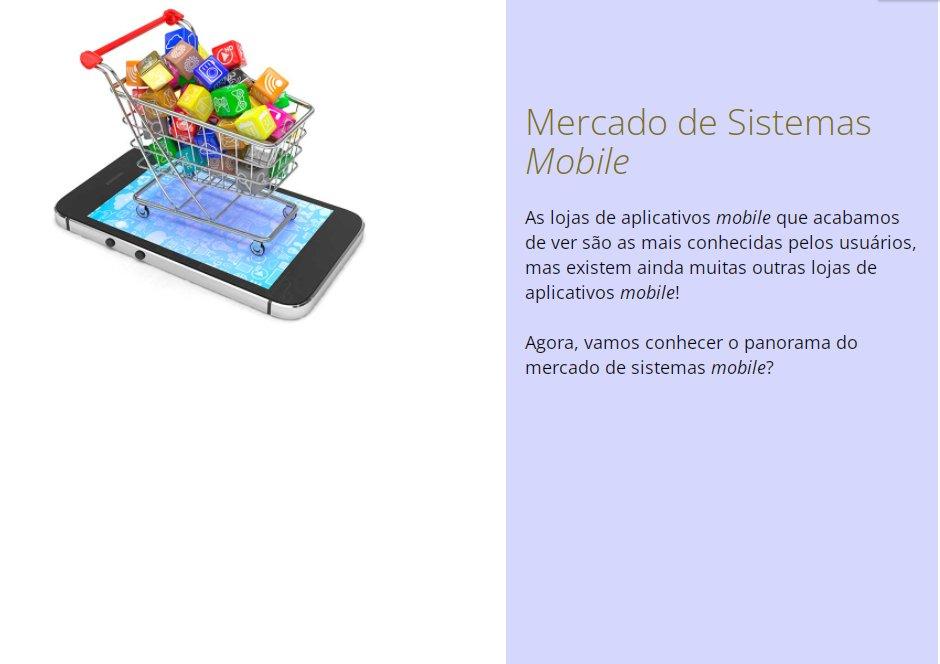 Mercado de Sistemas
Mobile
As lojas de aplicativos mobile que acabamos
de ver são as mais conhecidas pelos usuários,
mas existem ainda muitas outras lojas de
aplicativos mobile!
Agora, vamos conhecer o panorama do
mercado de sistemas mobile?